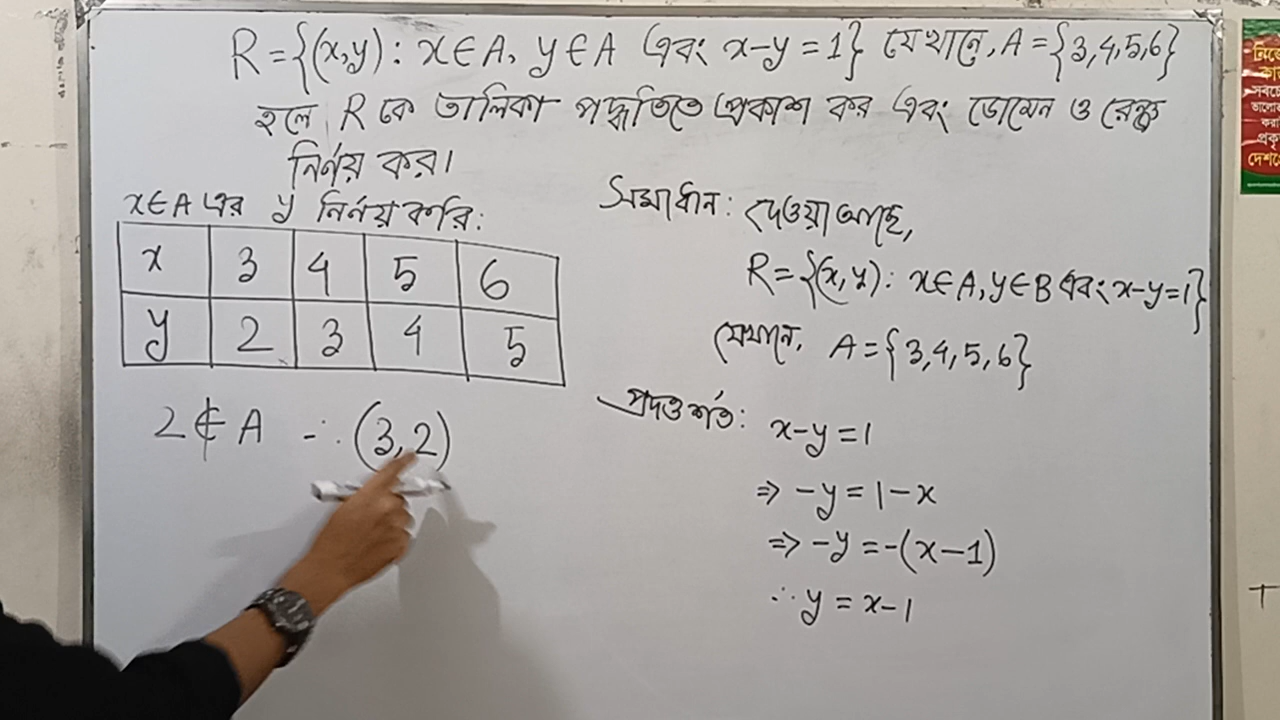 R = {(x,y) : x∈A, y∈A এবং x-y = 1} যেখানে, A = {3,4,5,6}
হলে R কে তালিকা পদ্ধতিতে প্রকাশ কর এবং ডোমেন ও রেঞ্জ
নির্ণয় কর।
x∈A এর y নির্ণয় করি:
x 3 4 5 6
y 2 3 4 5
2 ∉ A ∴ (3,2)
সমাধান: দেওয়া আছে,
R = {(x,y) : x∈A, y∈B এবং x-y=1}
যেখানে, A = {3,4,5,6}
প্রদত্ত শর্ত: x-y = 1
⇒ -y = 1-x
⇒ -y = -(x-1)
∴ y = x-1